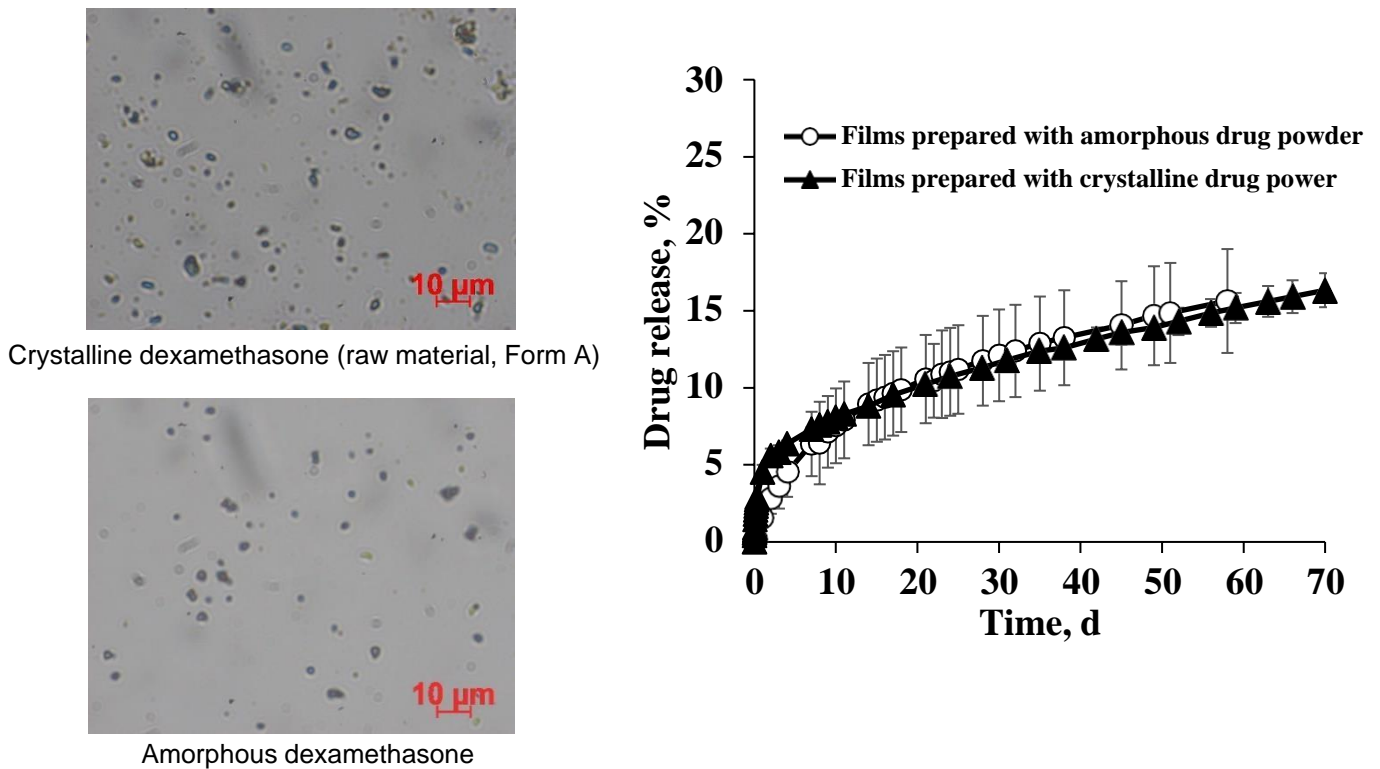 10 µm
Crystalline dexamethasone (raw material, Form A)
10 µm
Amorphous dexamethasone
30
25
20
15
10
5
0
Drug release, %
Films prepared with amorphous drug powder
Films prepared with crystalline drug power
0 10 20 30 40 50 60 70
Time, d